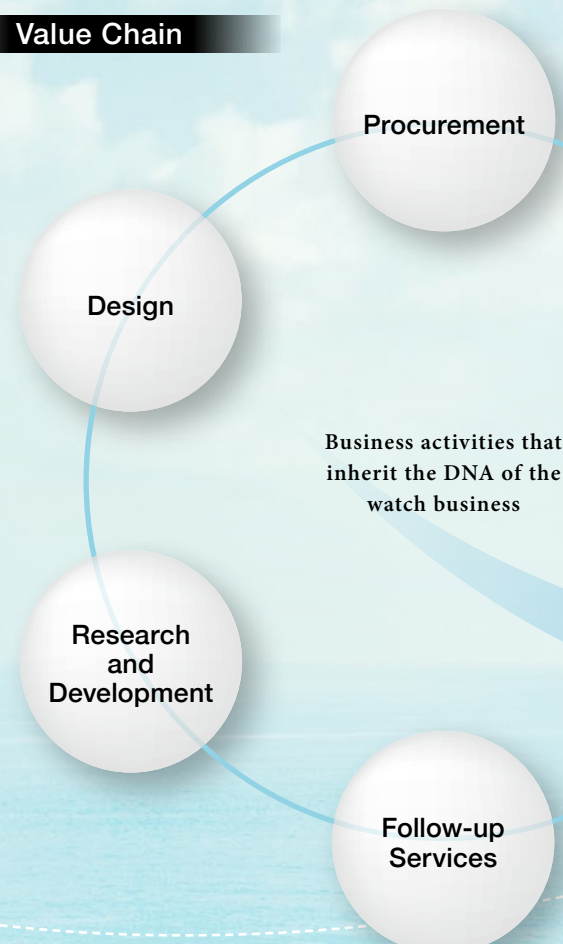 Value Chain
Procurement
Design
Business activities that
inherit the DNA of the
watch business
Research
and
Development
Follow-up
Services